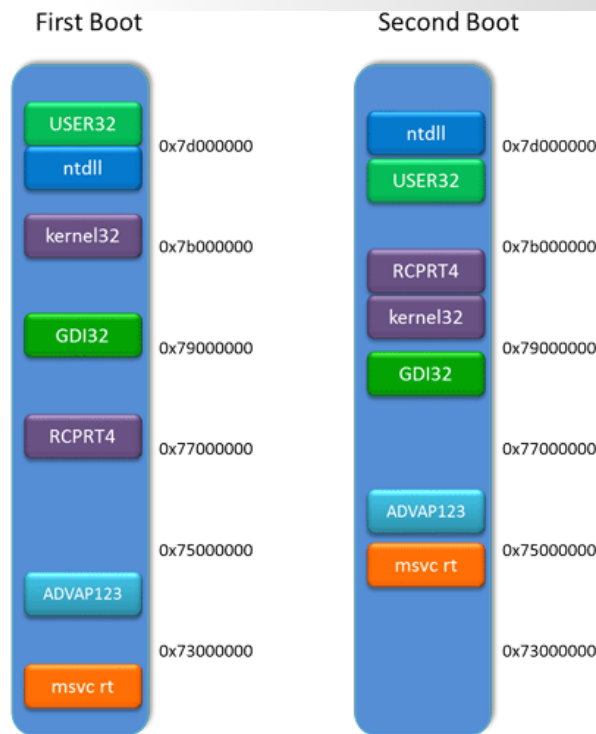 First Boot
USER32
0x7d000000
ntdll
kernel32
0x7b000000
GDI32
0x79000000
RCPRT4
0x77000000
0x75000000
ADVAP123
0x73000000
msvc rt
Second Boot
ntdll
0x7d000000
USER32
0x7b000000
RCPRT4
kernel32
0x79000000
GDI32
0x77000000
ADVAP123
0x75000000
msvc rt
0x73000000